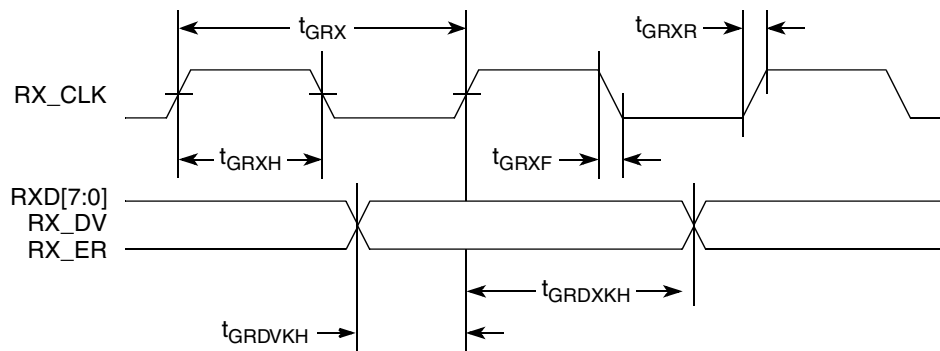 tGRX
tGRXR
RX_CLK
tGRXH
tGRXF
RXD[7:0]
RX_DV
RX_ER
tGRDXKH
tGRDVKH